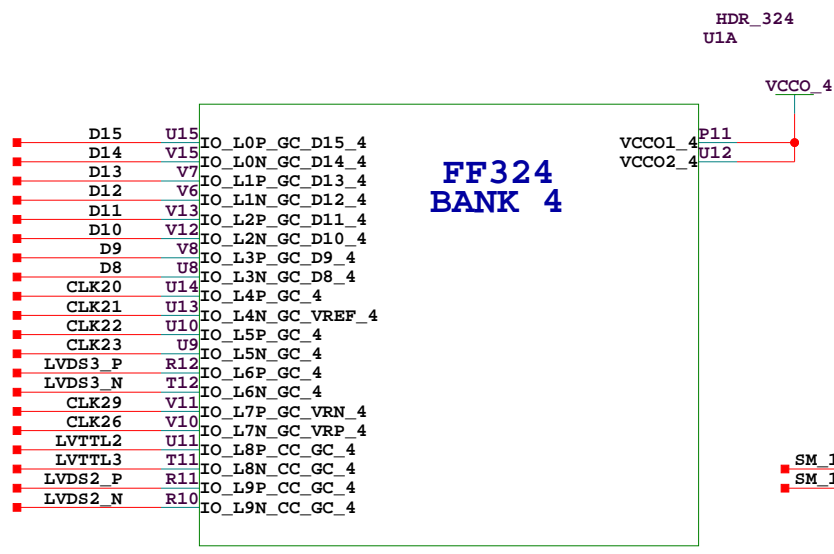 HDR_324
U1A
VCCO_4
D15 U15 IO_L0P_GC_D15_4 VCCO1_4 P11
D14 V15 IO_L0N_GC_D14_4 VCCO2_4 U12
D13 V7 IO_L1P_GC_D13_4
D12 V6 IO_L1N_GC_D12_4
D11 V13 IO_L2P_GC_D11_4
D10 V12 IO_L2N_GC_D10_4
D9 V8 IO_L3P_GC_D9_4
D8 U8 IO_L3N_GC_D8_4
CLK20 U14 IO_L4P_GC_4
CLK21 U13 IO_L4N_GC_VREF_4
CLK22 U10 IO_L5P_GC_4
CLK23 U9 IO_L5N_GC_4
LVDS3_P R12 IO_L6P_GC_4
LVDS3_N T12 IO_L6N_GC_4
CLK29 V11 IO_L7P_GC_VRN_4
CLK26 V10 IO_L7N_GC_VRP_4
LVTTL2 U11 IO_L8P_CC_GC_4
LVTTL3 T11 IO_L8N_CC_GC_4
LVDS2_P R11 IO_L9P_CC_GC_4
LVDS2_N R10 IO_L9N_CC_GC_4
FF324
BANK 4
SM_1
SM_1